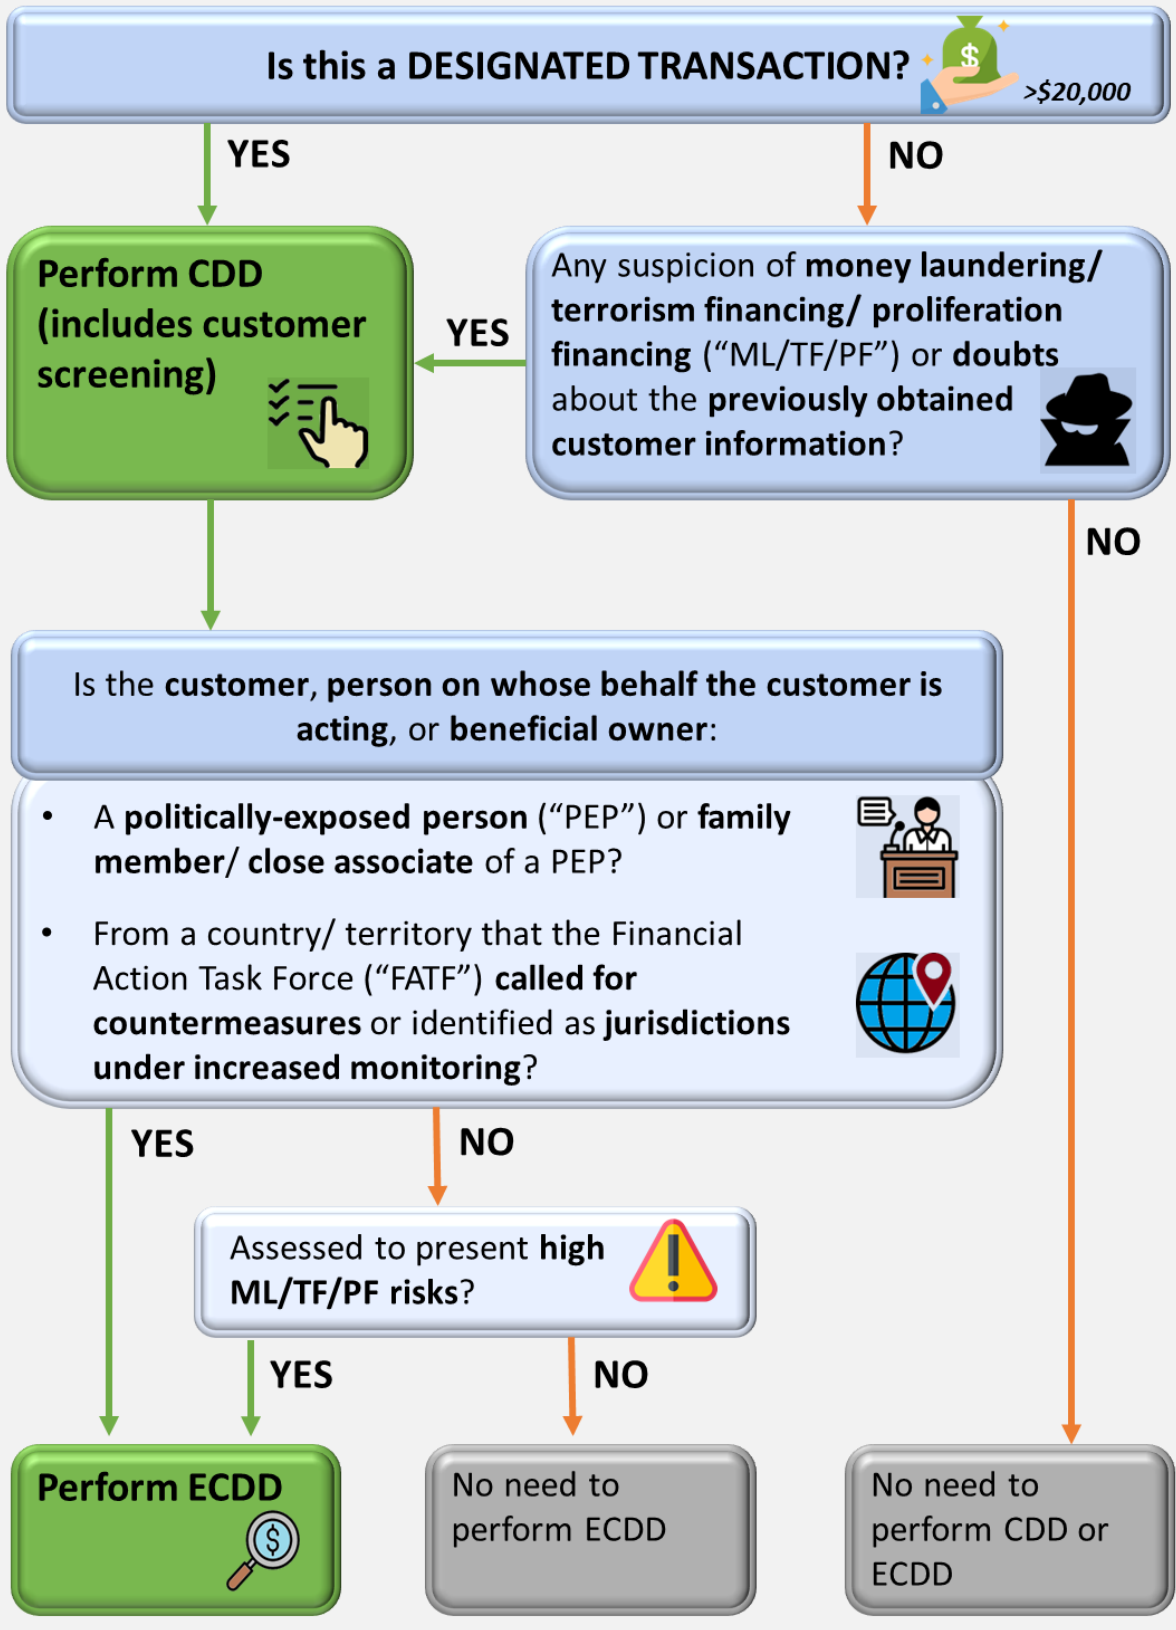 Is this a DESIGNATED TRANSACTION?
$
>$20,000
YES
NO
Perform CDD
(includes customer
screening)
YES
Any suspicion of money laundering/
terrorism financing/ proliferation
financing (“ML/TF/PF”) or doubts
about the previously obtained
customer information?
NO
Is the customer, person on whose behalf the customer is
acting, or beneficial owner:
• A politically-exposed person (“PEP”) or family
member/ close associate of a PEP?
• From a country/ territory that the Financial
Action Task Force (“FATF”) called for
countermeasures or identified as jurisdictions
under increased monitoring?
YES
NO
Assessed to present high
ML/TF/PF risks?
YES
NO
Perform ECDD
$
No need to
perform ECDD
No need to
perform CDD or
ECDD